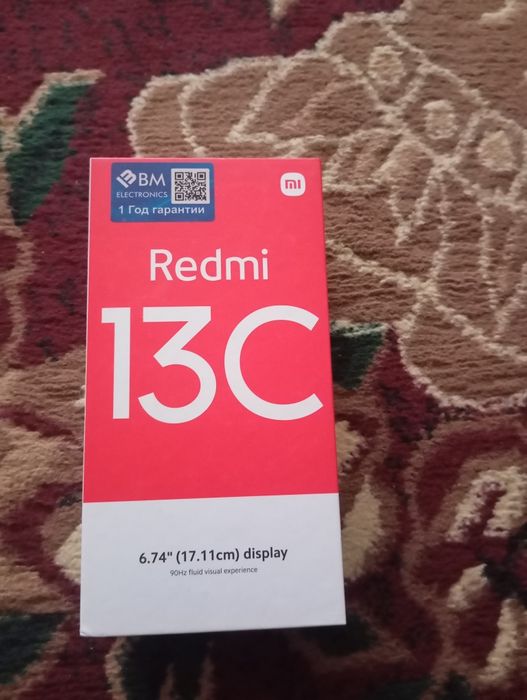 BM
ELECTRONICS
1 Год гарантии
mi
Redmi
13C
6.74" (17.11cm) display
90Hz fluid visual experience